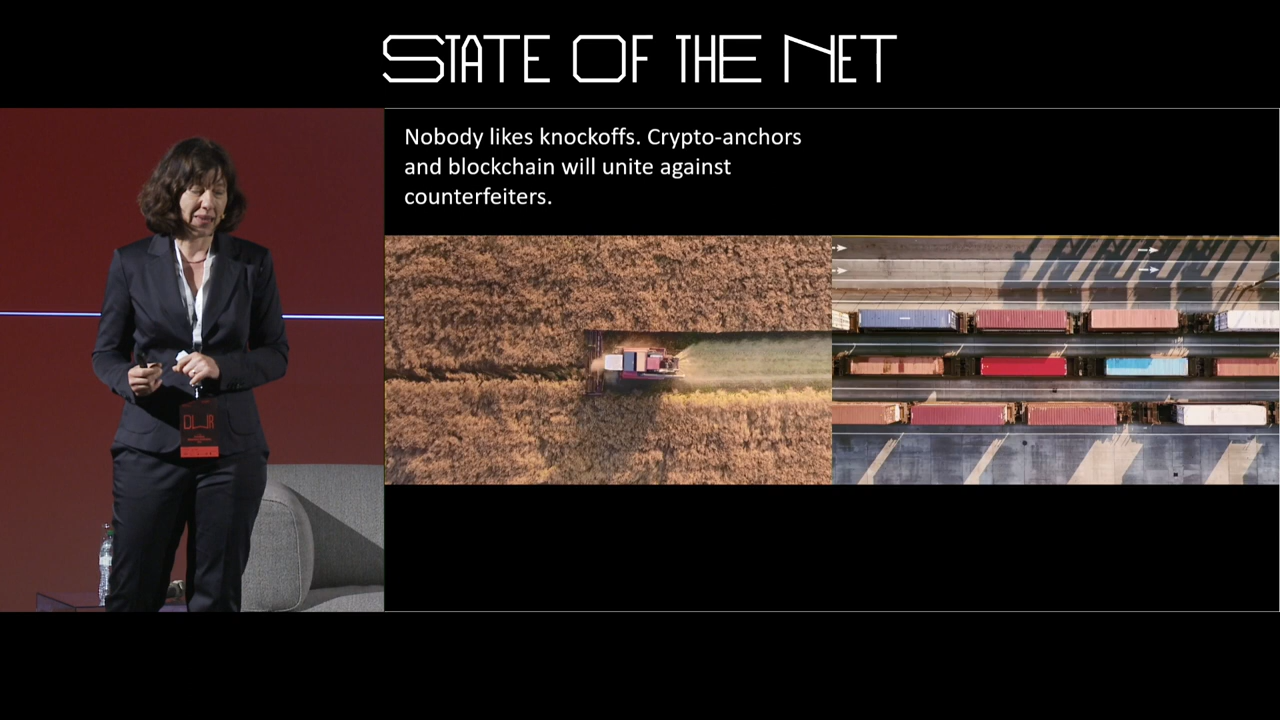 STATE OF THE NET
Nobody likes knockoffs. Crypto-anchors
and blockchain will unite against
counterfeiters.